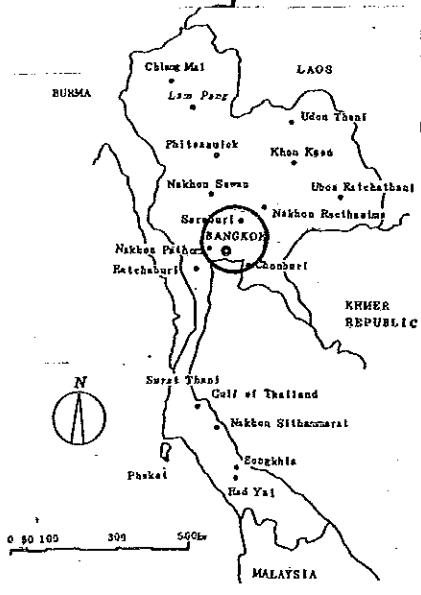 Chiang Mai
LAOS
BURMA
Lam Pang
Udon Thani
Phitsanulok
Khon Kaen
Nakhon Sawan
Ubon Ratchathani
Saraburi
Nakhon Racthasima
BANGKOK
Nakhon Pathom
Chonburi
Ratchaburi
KHMER
REPUBLIC
N
Surat Thani
Gulf of Thailand
Nakhon Sithammarat
Songkhla
Phuket
Had Yai
0 50 100 300 500km
MALAYSIA